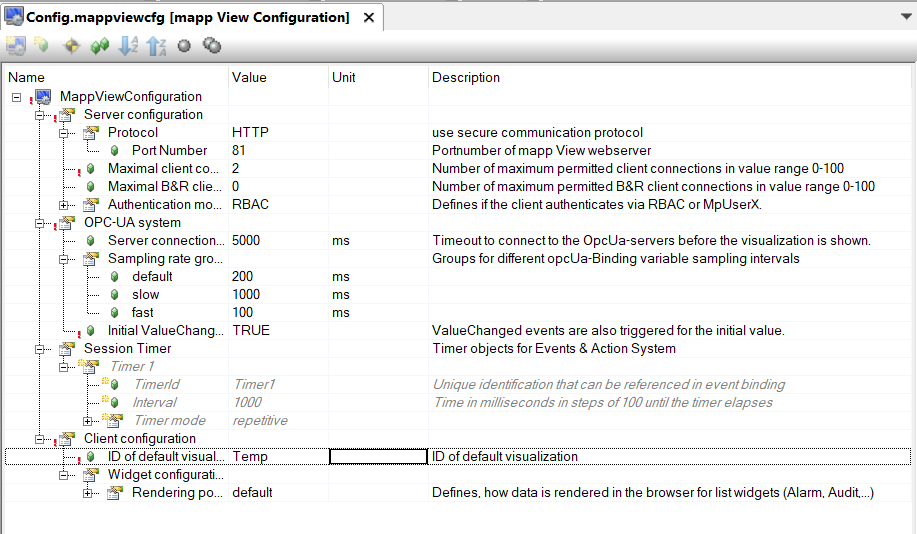 Config.mappviewcfg [mapp View Configuration]
Name Value Unit Description
MappViewConfiguration
Server configuration
Protocol HTTP use secure communication protocol
Port Number 81 Portnumber of mapp View webserver
Maximal client co... 2 Number of maximum permitted client connections in value range 0-100
Maximal B&R clie... 0 Number of maximum permitted B&R client connections in value range 0-100
Authentication mo... RBAC Defines if the client authenticates via RBAC or MpUserX.
OPC-UA system
Server connection... 5000 ms Timeout to connect to the OpcUa-servers before the visualization is shown.
Sampling rate gro... Groups for different opcUa-Binding variable sampling intervals
default 200 ms
slow 1000 ms
fast 100 ms
Initial ValueChang... TRUE ValueChanged events are also triggered for the initial value.
Session Timer Timer objects for Events & Action System
Timer 1
TimerId Timer1 Unique identification that can be referenced in event binding
Interval 1000 Time in milliseconds in steps of 100 until the timer elapses
Timer mode repetitive
Client configuration
ID of default visual... Temp ID of default visualization
Widget configurati...
Rendering po... default Defines, how data is rendered in the browser for list widgets (Alarm, Audit,...)